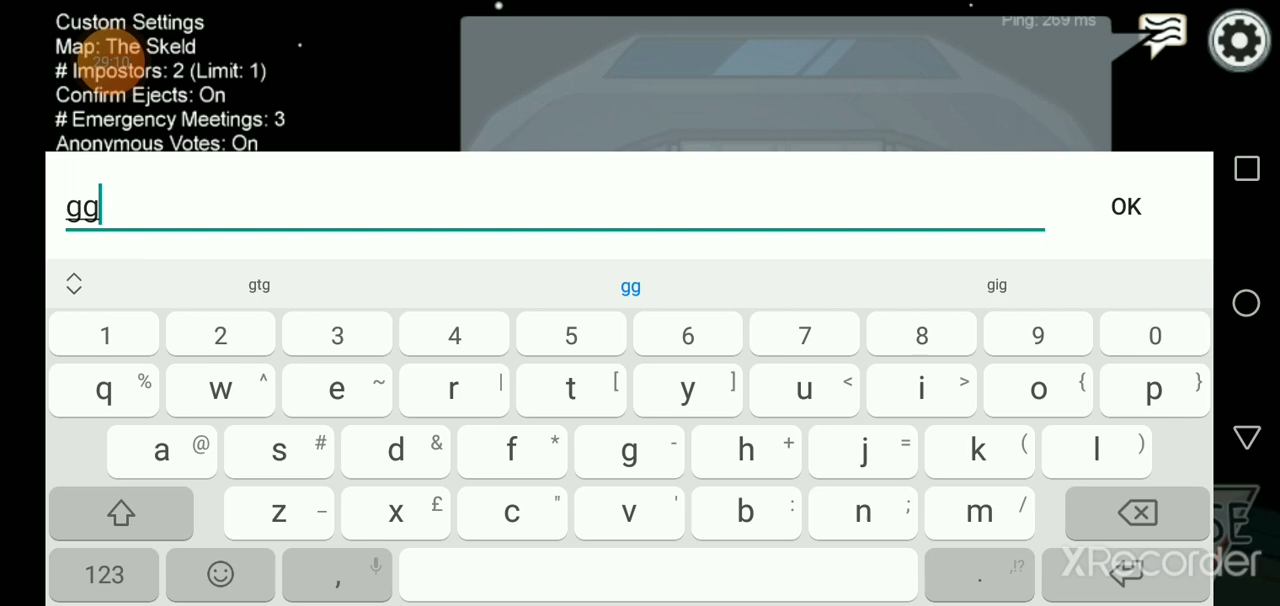 Custom Settings
Ping: 269 ms
Map: The Skeld
29:10
# Impostors: 2 (Limit: 1)
Confirm Ejects: On
# Emergency Meetings: 3
Anonymous Votes: On
gg OK
gtg gg gig
1 2 3 4 5 6 7 8 9 0
q % w ^ e ~ r | t [ y ] u < i > o { p }
a @ s # d & f * g - h + j = k ( l )
z _ x £ c " v ' b : n ; m /
123 , . ,!?
XRecorder